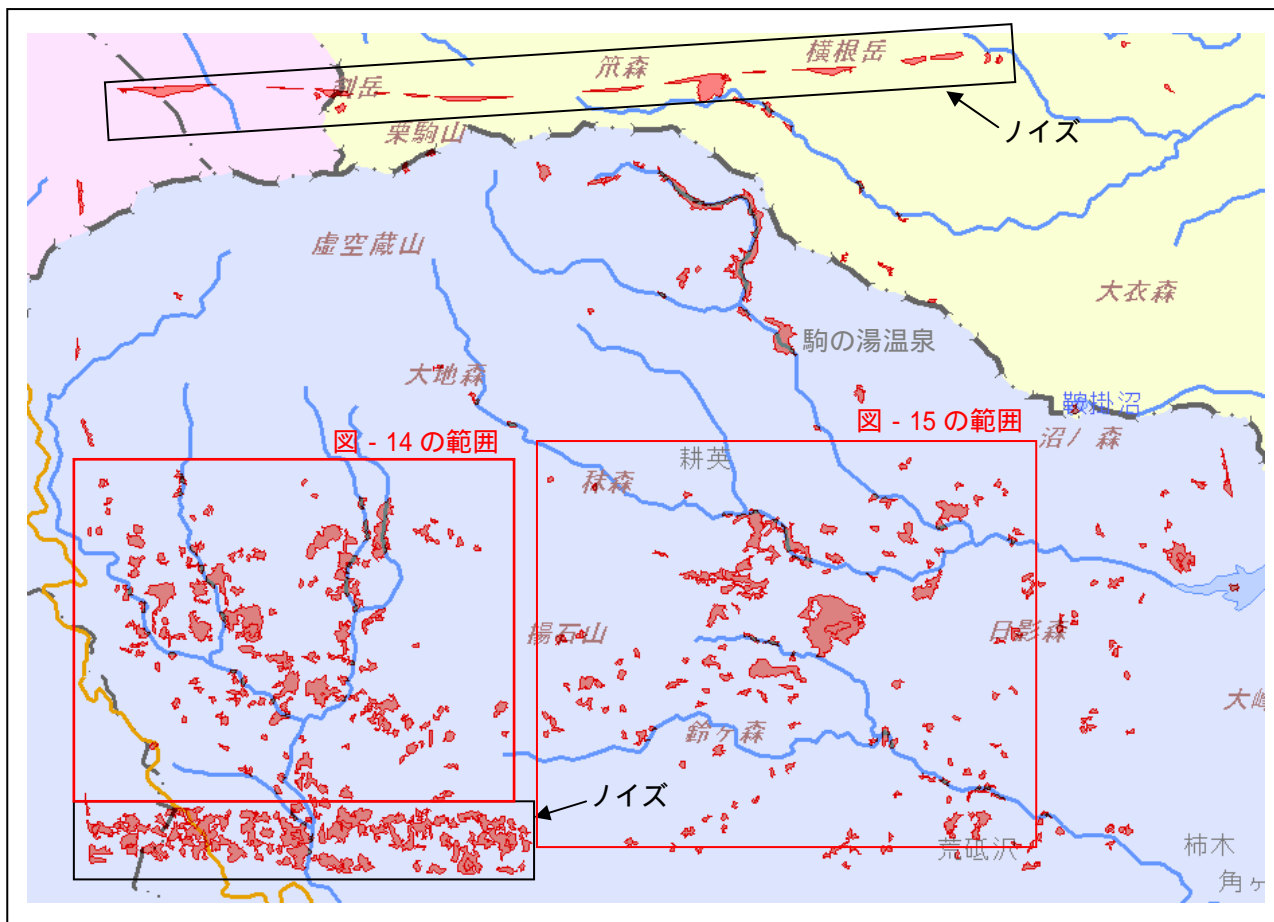 笊森
横根岳
剣岳
ノイズ
栗駒山
虚空蔵山
大衣森
駒の湯温泉
大地森
鞍掛沼
図 - 14 の範囲
図 - 15 の範囲
沼ノ森
耕英
秣森
揚石山
日影森
大峰
鈴ヶ森
ノイズ
荒砥沢
柿木
角ヶ